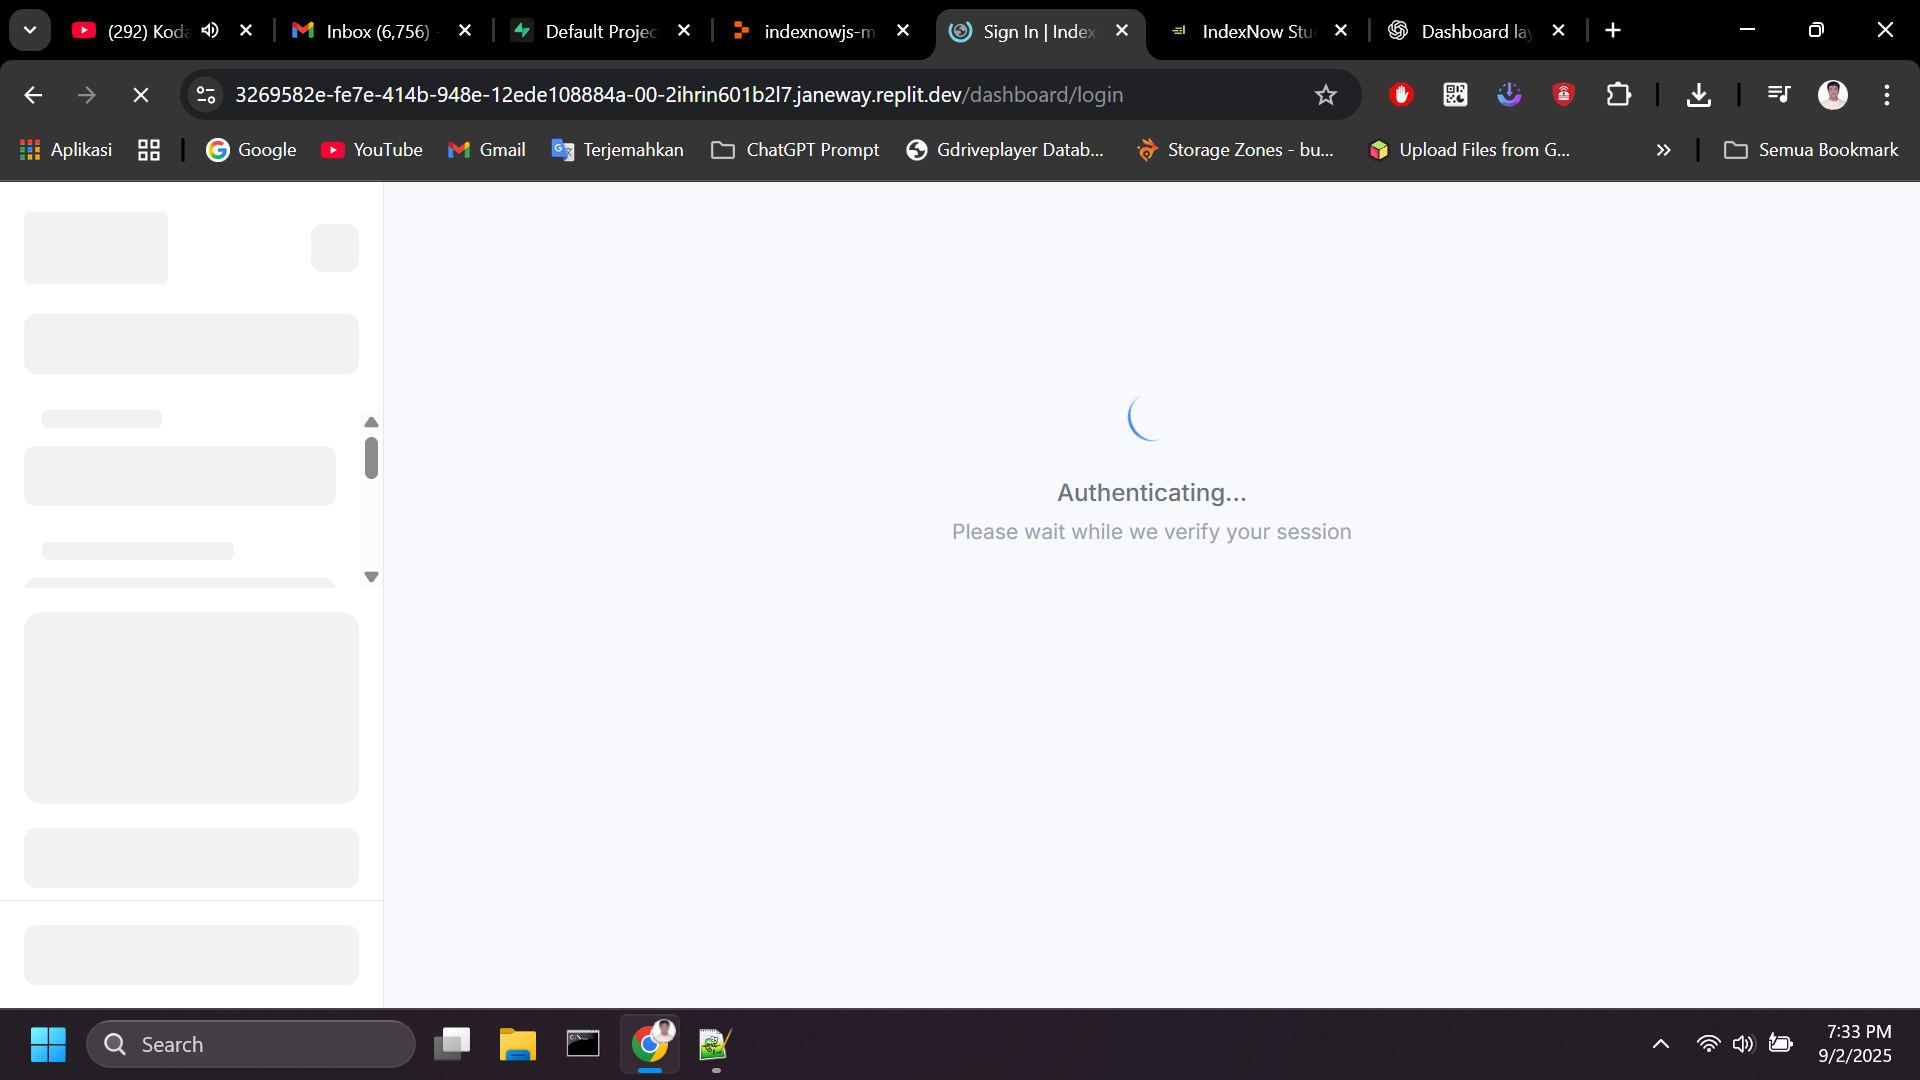 (292) Koda
Inbox (6,756) -
Default Projec
indexnowjs-m
Sign In | Index
IndexNow Stu
Dashboard lay
3269582e-fe7e-414b-948e-12ede108884a-00-2ihrin601b2l7.janeway.replit.dev/dashboard/login
Aplikasi
Google
YouTube
Gmail
Terjemahkan
ChatGPT Prompt
Gdriveplayer Datab...
Storage Zones - bu...
Upload Files from G...
Semua Bookmark
Authenticating...
Please wait while we verify your session
Search
7:33 PM
9/2/2025